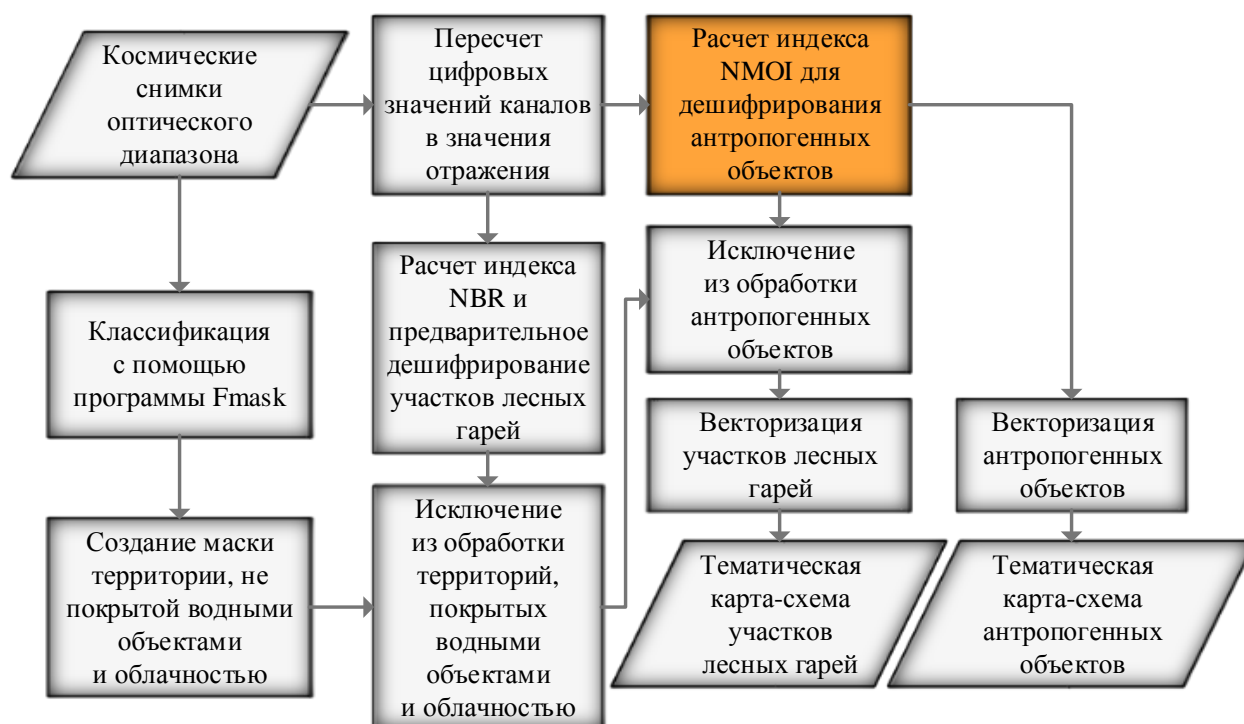 Космические
снимки
оптического
диапазона
Пересчет
цифровых
значений каналов
в значения
отражения
Расчет индекса
NMOI для
дешифрирования
антропогенных
объектов
Классификация
с помощью
программы Fmask
Расчет индекса
NBR и
предварительное
дешифрирование
участков лесных
гарей
Исключение
из обработки
антропогенных
объектов
Векторизация
участков лесных
гарей
Векторизация
антропогенных
объектов
Создание маски
территории, не
покрытой водными
объектами
и облачностью
Исключение
из обработки
территорий,
покрытых
водными
объектами
и облачностью
Тематическая
карта-схема
участков
лесных гарей
Тематическая
карта-схема
антропогенных
объектов